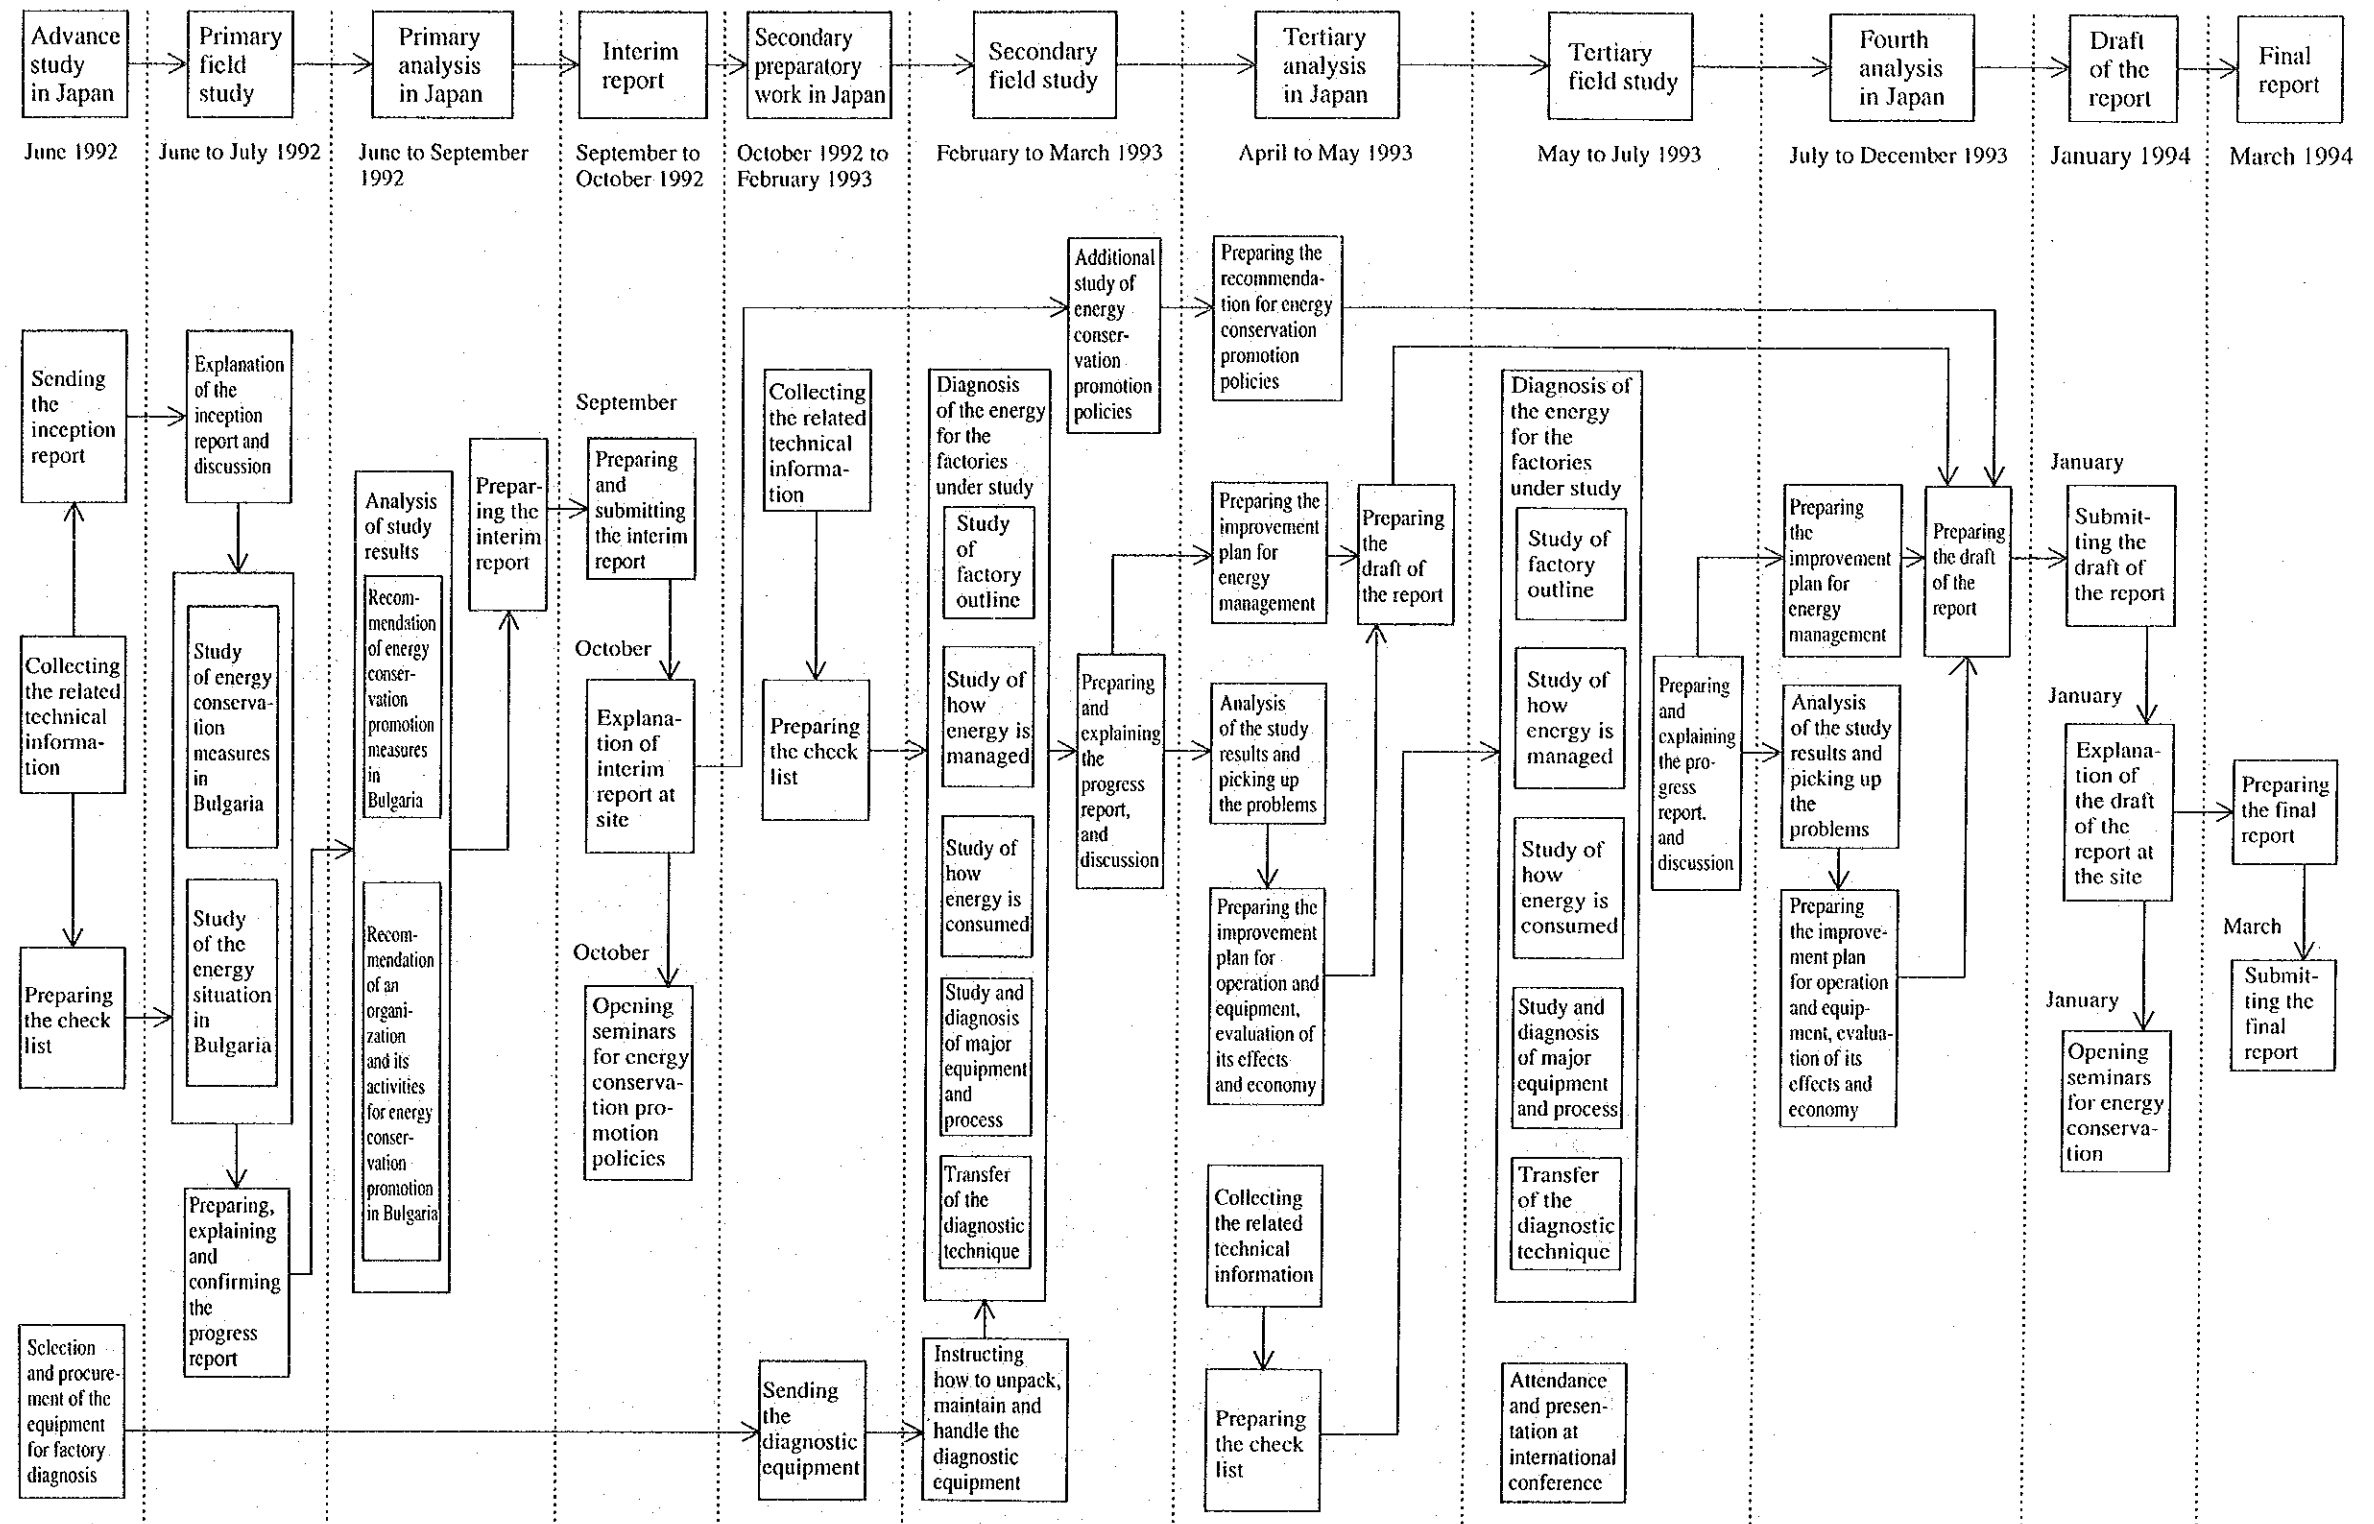 Advance
study
in Japan
Primary
field
study
Primary
analysis
in Japan
Interim
report
Secondary
preparatory
work in Japan
Secondary
field study
Tertiary
analysis
in Japan
Tertiary
field study
Fourth
analysis
in Japan
Draft
of the
report
Final
report
June 1992
June to July 1992
June to September
1992
September to
October 1992
October 1992 to
February 1993
February to March 1993
April to May 1993
May to July 1993
July to December 1993
January 1994
March 1994
Sending
the
inception
report
Collecting
the related
technical
informa-
tion
Preparing
the check
list
Selection
and procure-
ment of the
equipment
for factory
diagnosis
Explanation
of the
inception
report and
discussion
Study
of energy
conserva-
tion
measures
in
Bulgaria
Study
of the
energy
situation
in
Bulgaria
Preparing,
explaining
and
confirming
the
progress
report
Analysis
of study
results
Recom-
mendation
of energy
conser-
vation
promotion
measures
in
Bulgaria
Recom-
mendation
of an
organi-
zation
and its
activities
for energy
conser-
vation
promotion
in Bulgaria
Prepar-
ing the
interim
report
September
Preparing
and
submitting
the interim
report
October
Explana-
tion of
interim
report at
site
October
Opening
seminars
for energy
conserva-
tion pro-
motion
policies
Collecting
the related
technical
informa-
tion
Preparing
the check
list
Sending
the
diagnostic
equipment
Additional
study of
energy
conser-
vation
promotion
policies
Diagnosis
of the energy
for the
factories
under study
Study
of
factory
outline
Study of
how
energy is
managed
Study of
how
energy is
consumed
Study and
diagnosis
of major
equipment
and
process
Transfer
of the
diagnostic
technique
Instructing
how to unpack,
maintain and
handle the
diagnostic
equipment
Preparing
and
explaining
the
progress
report,
and
discussion
Preparing the
recommenda-
tion for energy
conservation
promotion
policies
Preparing the
improvement
plan for
energy
management
Preparing
the
draft of
the report
Analysis
of the study
results and
picking up
the problems
Preparing the
improvement
plan for
operation and
equipment,
evaluation of
its effects
and economy
Collecting
the related
technical
information
Preparing
the check
list
Diagnosis of
the energy
for the
factories
under study
Study of
factory
outline
Study of
how
energy is
managed
Study of
how
energy is
consumed
Study and
diagnosis
of major
equipment
and process
Transfer
of the
diagnostic
technique
Attendance
and presen-
tation at
international
conference
Preparing
and
explaining
the pro-
gress
report,
and
discussion
Preparing
the
improvement
plan for
energy
management
Preparing
the draft
of the
report
Analysis
of the study
results and
picking up
the
problems
Preparing
the improve-
ment plan
for operation
and equip-
ment, evalua-
tion of its
effects and
economy
January
Submit-
ting the
draft of
the report
January
Explana-
tion of
the draft
of the
report at
the site
January
Opening
seminars
for energy
conserva-
tion
Preparing
the final
report
March
Submit-
ting the
final
report